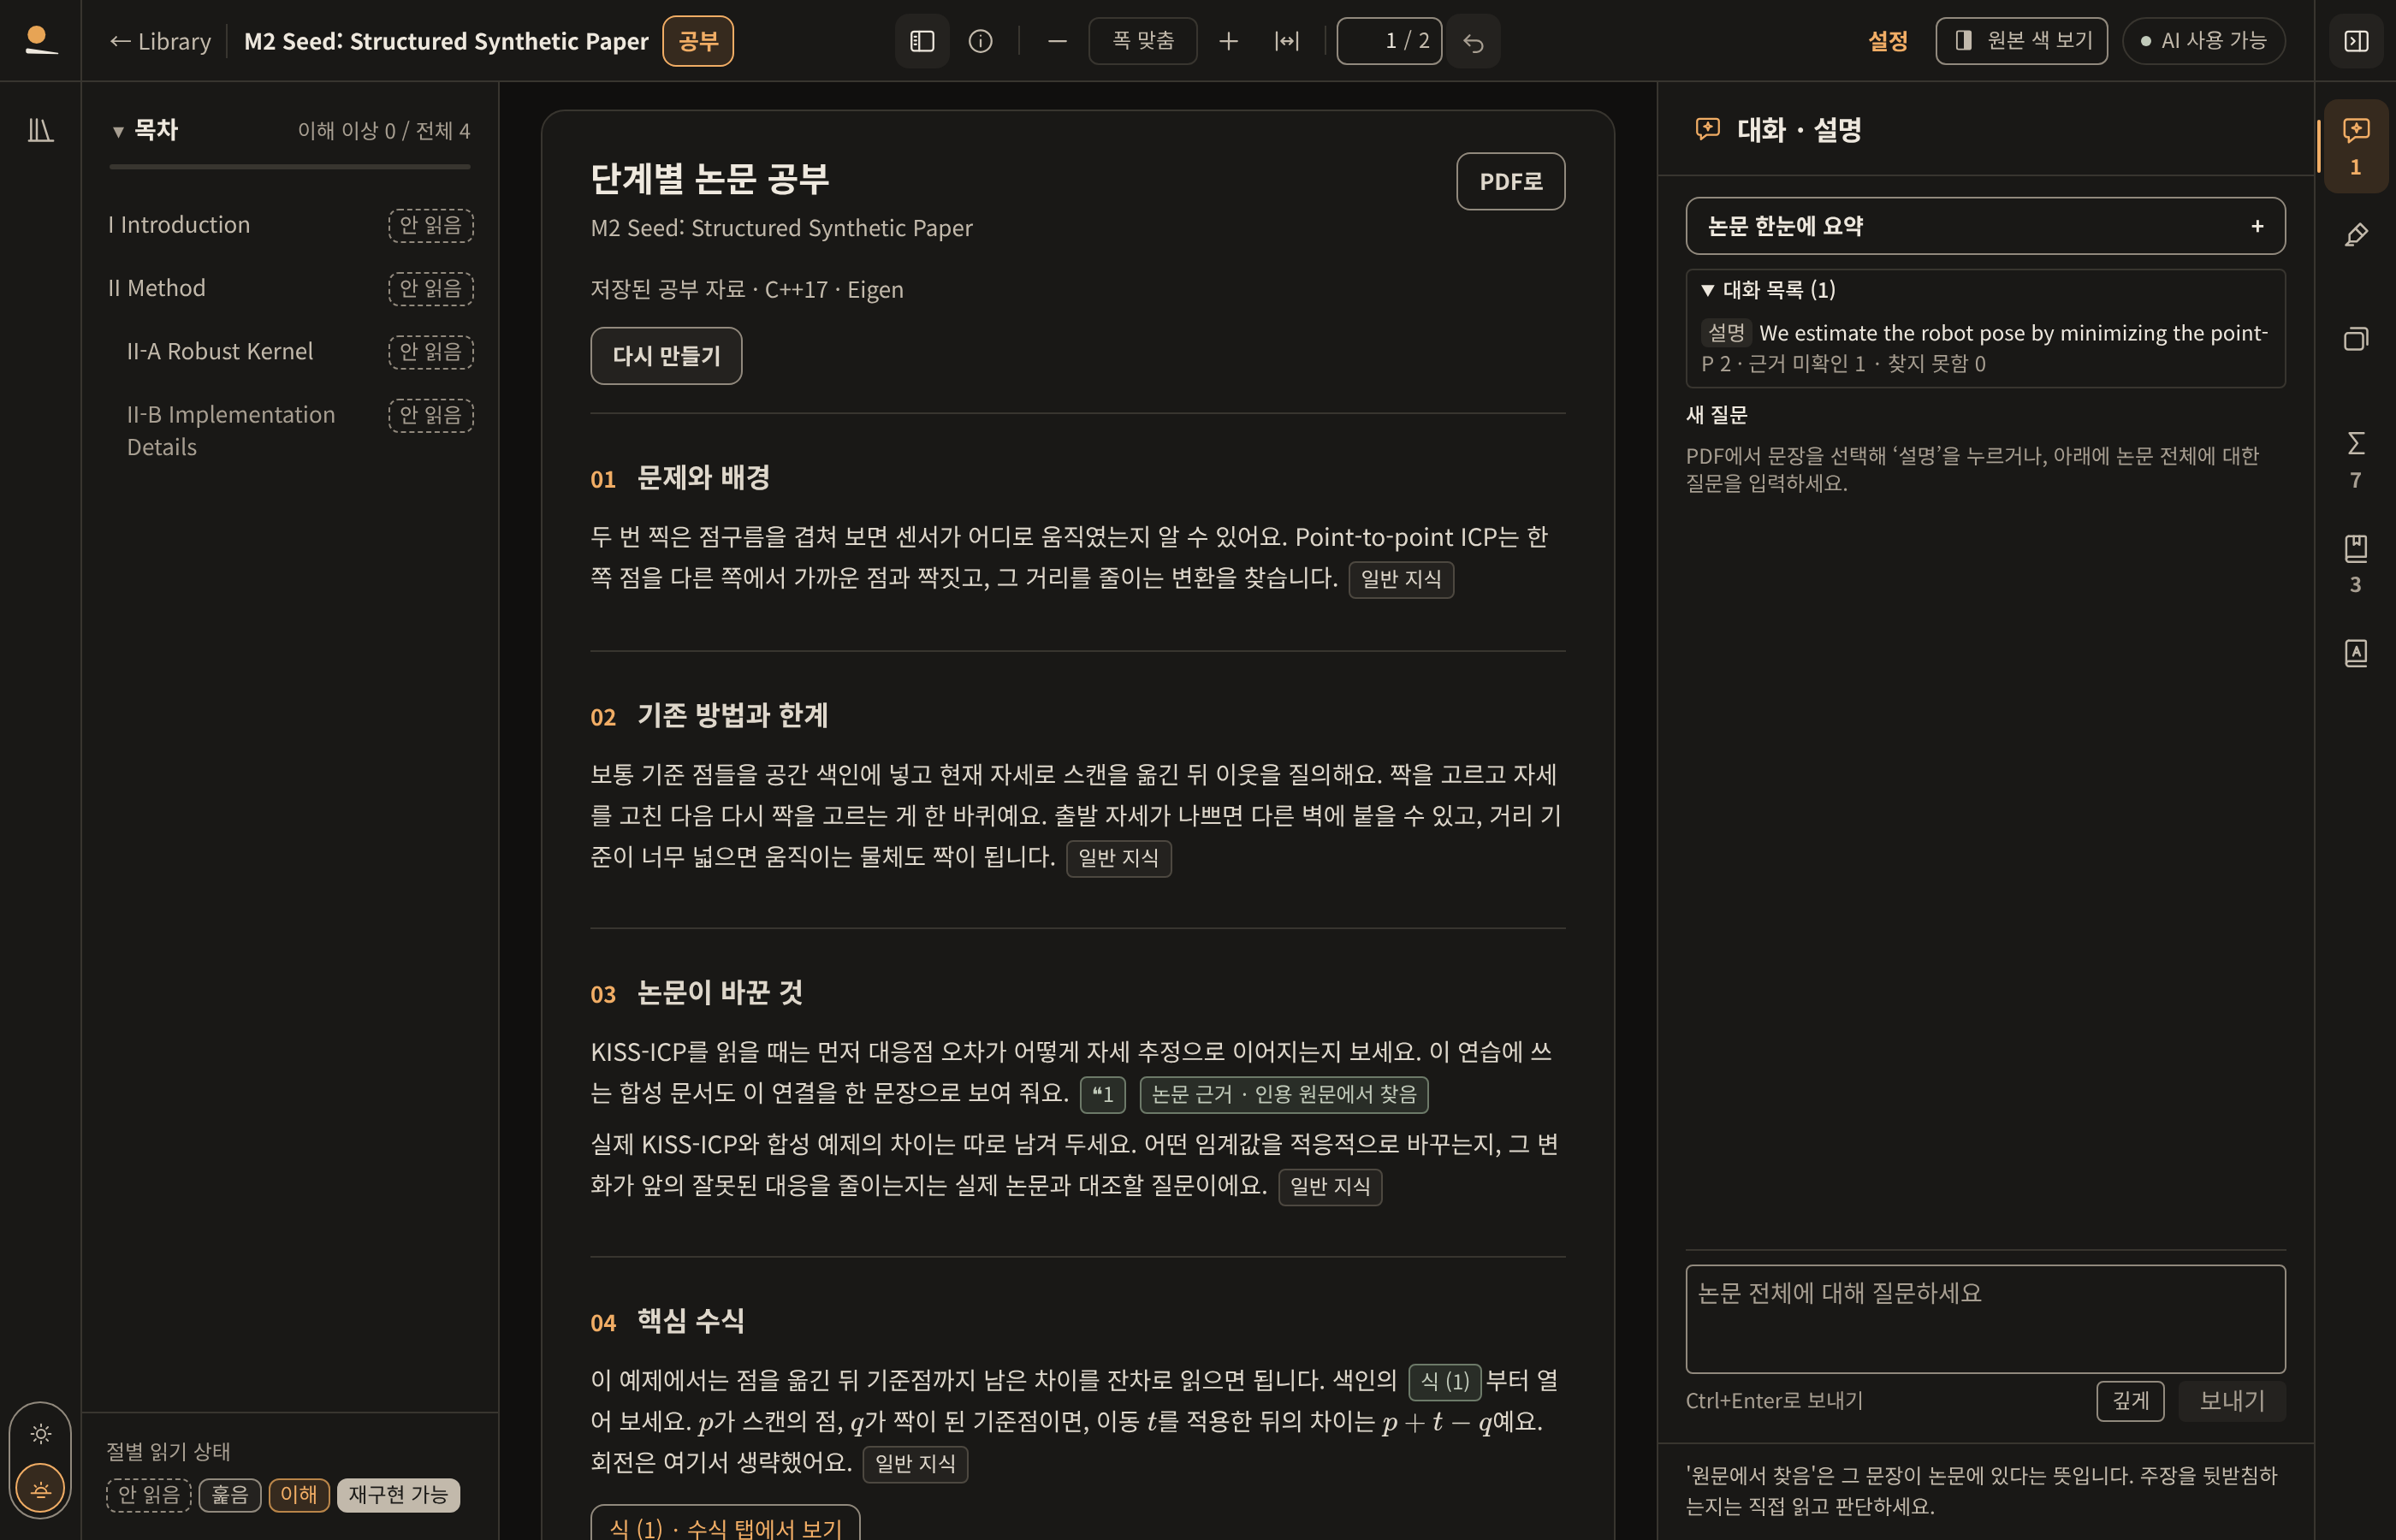 ← Library
M2 Seed: Structured Synthetic Paper
공부
폭 맞춤
1 / 2
설정
원본 색 보기
AI 사용 가능
▼ 목차
이해 이상 0 / 전체 4
I Introduction
안 읽음
II Method
안 읽음
II-A Robust Kernel
안 읽음
II-B Implementation
Details
안 읽음
절별 읽기 상태
안 읽음
훑음
이해
재구현 가능
단계별 논문 공부
PDF로
M2 Seed: Structured Synthetic Paper
저장된 공부 자료 · C++17 · Eigen
다시 만들기
01 문제와 배경
두 번 찍은 점구름을 겹쳐 보면 센서가 어디로 움직였는지 알 수 있어요. Point-to-point ICP는 한
쪽 점을 다른 쪽에서 가까운 점과 짝짓고, 그 거리를 줄이는 변환을 찾습니다. 일반 지식
02 기존 방법과 한계
보통 기준 점들을 공간 색인에 넣고 현재 자세로 스캔을 옮긴 뒤 이웃을 질의해요. 짝을 고르고 자세
를 고친 다음 다시 짝을 고르는 게 한 바퀴예요. 출발 자세가 나쁘면 다른 벽에 붙을 수 있고, 거리 기
준이 너무 넓으면 움직이는 물체도 짝이 됩니다. 일반 지식
03 논문이 바꾼 것
KISS-ICP를 읽을 때는 먼저 대응점 오차가 어떻게 자세 추정으로 이어지는지 보세요. 이 연습에 쓰
는 합성 문서도 이 연결을 한 문장으로 보여 줘요. ❝1 논문 근거 · 인용 원문에서 찾음
실제 KISS-ICP와 합성 예제의 차이는 따로 남겨 두세요. 어떤 임계값을 적응적으로 바꾸는지, 그 변
화가 앞의 잘못된 대응을 줄이는지는 실제 논문과 대조할 질문이에요. 일반 지식
04 핵심 수식
이 예제에서는 점을 옮긴 뒤 기준점까지 남은 차이를 잔차로 읽으면 됩니다. 색인의 식 (1) 부터 열
어 보세요. p가 스캔의 점, q가 짝이 된 기준점이면, 이동 t를 적용한 뒤의 차이는 p + t − q예요.
회전은 여기서 생략했어요. 일반 지식
식 (1) · 수식 탭에서 보기
대화 · 설명
논문 한눈에 요약 +
▼ 대화 목록 (1)
설명 We estimate the robot pose by minimizing the point-
P 2 · 근거 미확인 1 · 찾지 못함 0
새 질문
PDF에서 문장을 선택해 ‘설명’을 누르거나, 아래에 논문 전체에 대한
질문을 입력하세요.
논문 전체에 대해 질문하세요
Ctrl+Enter로 보내기
깊게
보내기
'원문에서 찾음'은 그 문장이 논문에 있다는 뜻입니다. 주장을 뒷받침하
는지는 직접 읽고 판단하세요.
1
Σ
7
3
A